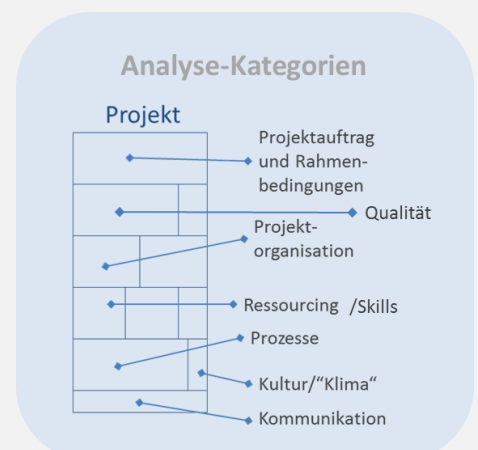 Analyse-Kategorien
Projekt
Projektauftrag
und Rahmen-
bedingungen
Qualität
Projekt-
organisation
Ressourcing /Skills
Prozesse
Kultur/“Klima“
Kommunikation